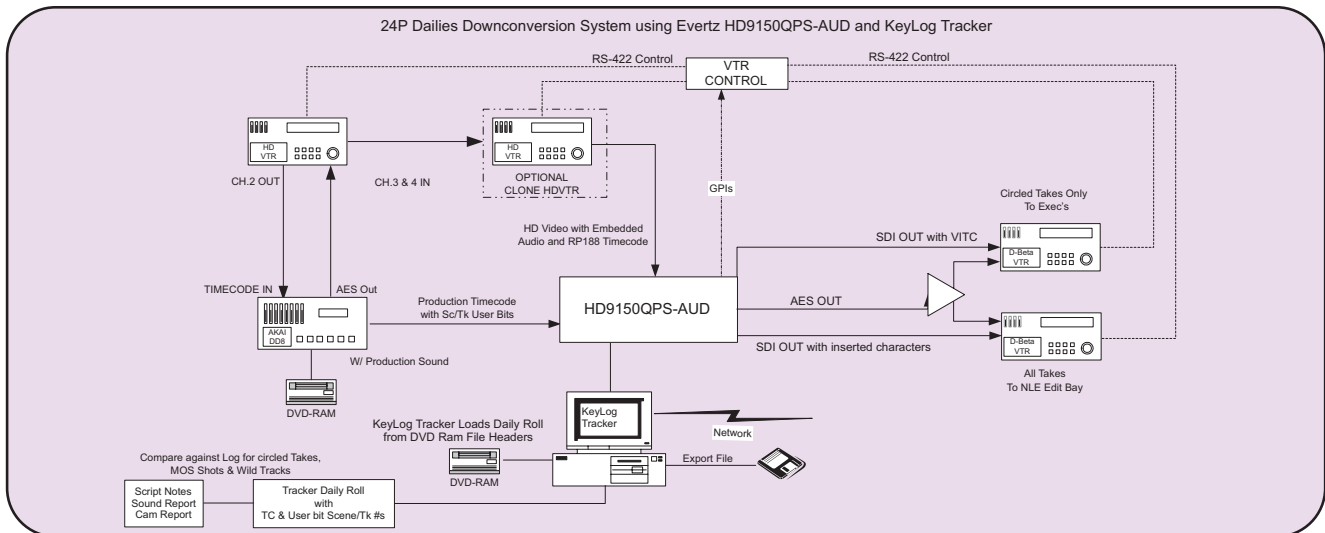 24P Dailies Downconversion System using Evertz HD9150QPS-AUD and KeyLog Tracker
RS-422 Control
VTR
CONTROL
RS-422 Control
HD
VTR
HD
VTR
CH.2 OUT
CH.3 & 4 IN
OPTIONAL
CLONE HDVTR
GPIs
Circled Takes Only
To Exec's
HD Video with Embedded
Audio and RP188 Timecode
SDI OUT with VITC
D-Beta
VTR
TIMECODE IN
AES Out
Production Timecode
with Sc/Tk User Bits
HD9150QPS-AUD
AES OUT
AKAI
DD8
W/ Production Sound
SDI OUT with inserted characters
D-Beta
VTR
All Takes
To NLE Edit Bay
DVD-RAM
KeyLog
Tracker
KeyLog Tracker Loads Daily Roll
from DVD Ram File Headers
Network
Compare against Log for circled Takes,
MOS Shots & Wild Tracks
DVD-RAM
Export File
Script Notes
Sound Report
Cam Report
Tracker Daily Roll
with
TC & User bit Scene/Tk #s